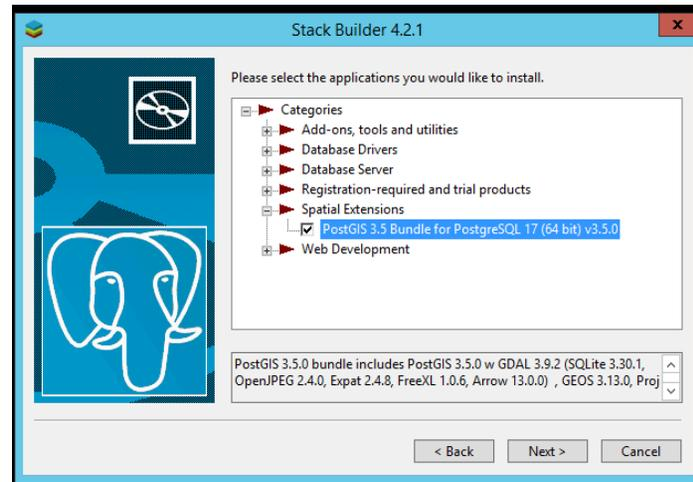 Stack Builder 4.2.1
x
Please select the applications you would like to install.
Categories
Add-ons, tools and utilities
Database Drivers
Database Server
Registration-required and trial products
Spatial Extensions
PostGIS 3.5 Bundle for PostgreSQL 17 (64 bit) v3.5.0
Web Development
PostGIS 3.5.0 bundle includes PostGIS 3.5.0 w GDAL 3.9.2 (SQLite 3.30.1,
OpenJPEG 2.4.0, Expat 2.4.8, FreeXL 1.0.6, Arrow 13.0.0) , GEOS 3.13.0, Proj
< Back Next > Cancel